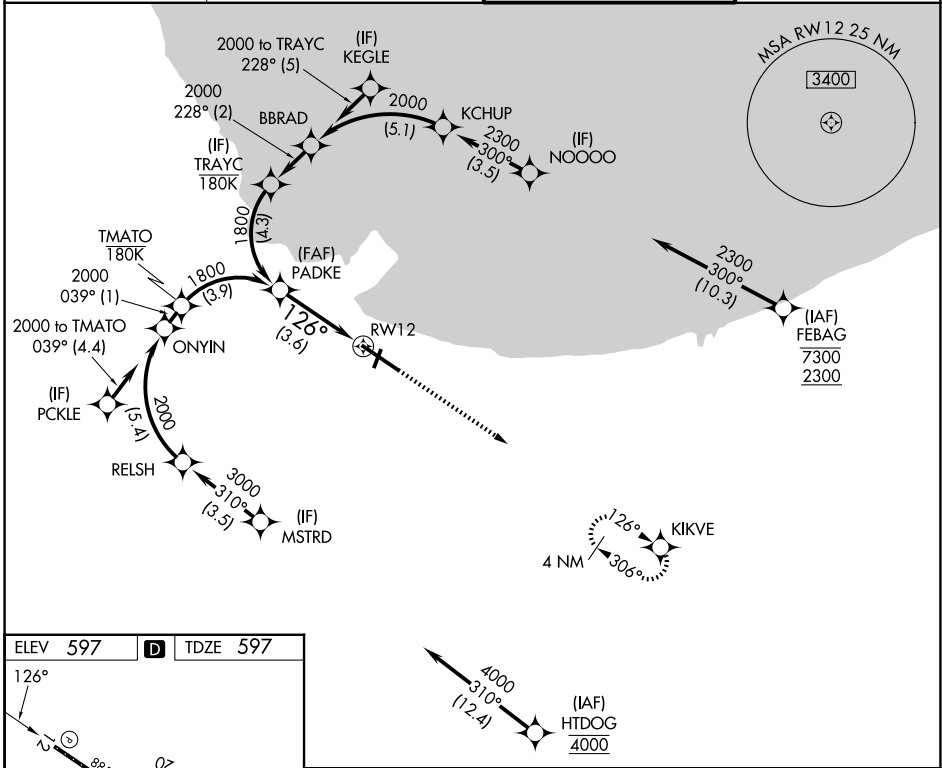 MSA RW12 25 NM
3400
2000 to TRAYC
228° (5)
(IF)
KEGLE
2000
228° (2)
BBRAD
2000
(5.1)
KCHUP
2300
300°
(3.5)
(IF)
NOOOO
(IF)
TRAYC
180K
1800
(4.3)
TMATO
180K
2000
039° (1)
1800
(3.9)
(FAF)
PADKE
2000 to TMATO
039° (4.4)
ONYIN
126°
(3.6)
RW12
2300
300°
(10.3)
(IAF)
FEBAG
7300
2300
(IF)
PCKLE
(5.4)
2000
RELSH
3000
310°
(3.5)
(IF)
MSTRD
126°
KIKVE
4 NM
306°
ELEV 597 D TDZE 597
126°
12
P
4000
310°
(12.4)
(IAF)
HTDOG
4000